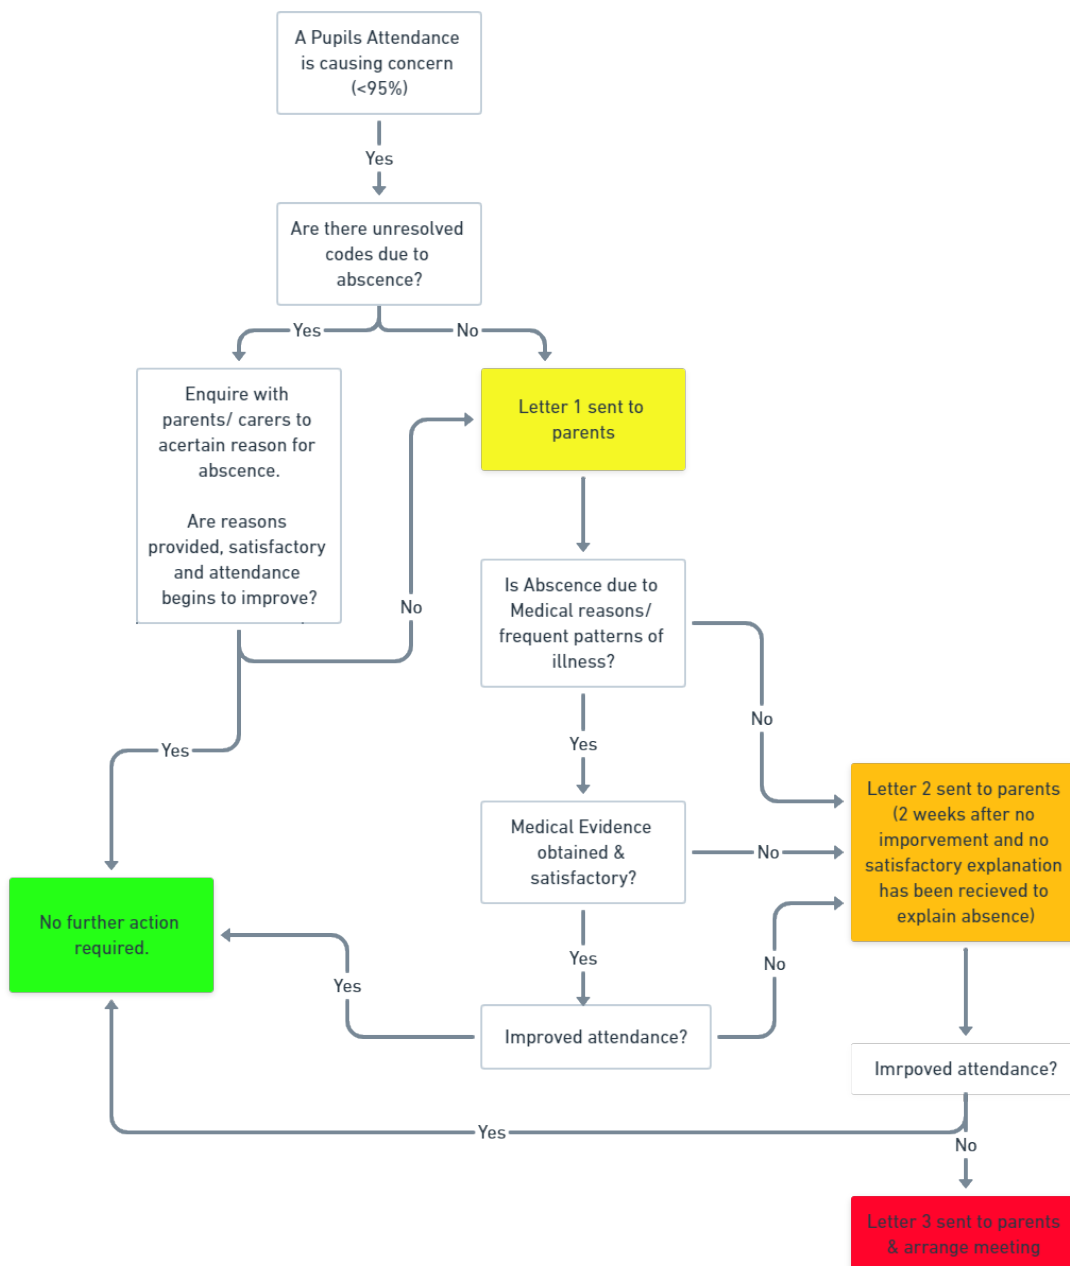 A Pupils Attendance
is causing concern
(<95%)
Yes
Are there unresolved
codes due to
abscence?
Yes
No
Enquire with
parents/ carers to
acertain reason for
abscence.
Are reasons
provided, satisfactory
and attendance
begins to improve?
Letter 1 sent to
parents
No
Is Abscence due to
Medical reasons/
frequent patterns of
illness?
No
Yes
Yes
Medical Evidence
obtained &
satisfactory?
No
Letter 2 sent to parents
(2 weeks after no
imporvement and no
satisfactory explanation
has been recieved to
explain absence)
No further action
required.
Yes
No
Yes
Improved attendance?
Imrpoved attendance?
Yes
No
Letter 3 sent to parents
& arrange meeting